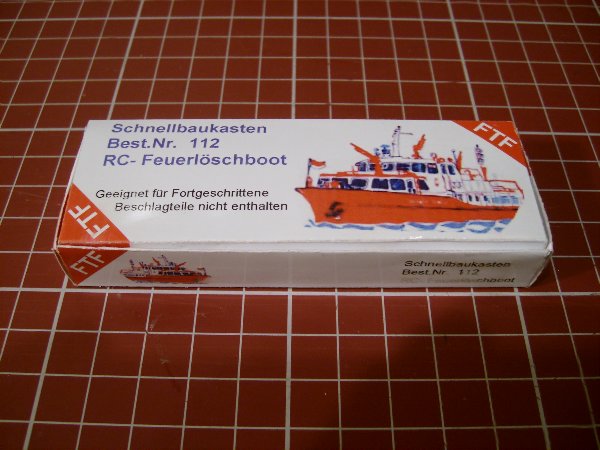 Schnellbaukasten
Best.Nr. 112
RC- Feuerlöschboot
Geeignet für Fortgeschrittene
Beschlagteile nicht enthalten
FTF
FTF
FTF
Schnellbaukasten
Best.Nr. 112
RC- Feuerlöschboot